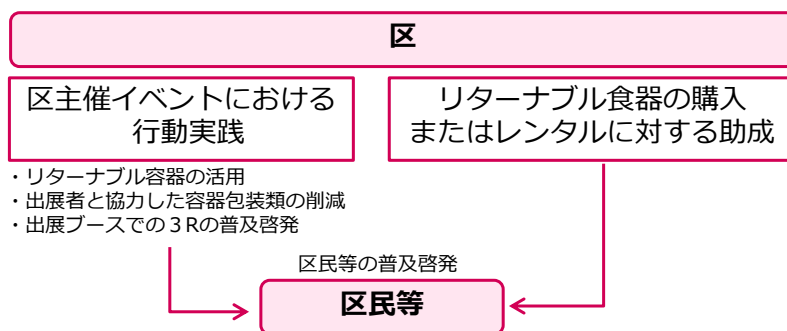 区
区主催イベントにおける
行動実践
リターナブル食器の購入
またはレンタルに対する助成
・リターナブル容器の活用
・出展者と協力した容器包装類の削減
・出展ブースでの３Rの普及啓発
区民等の普及啓発
区民等